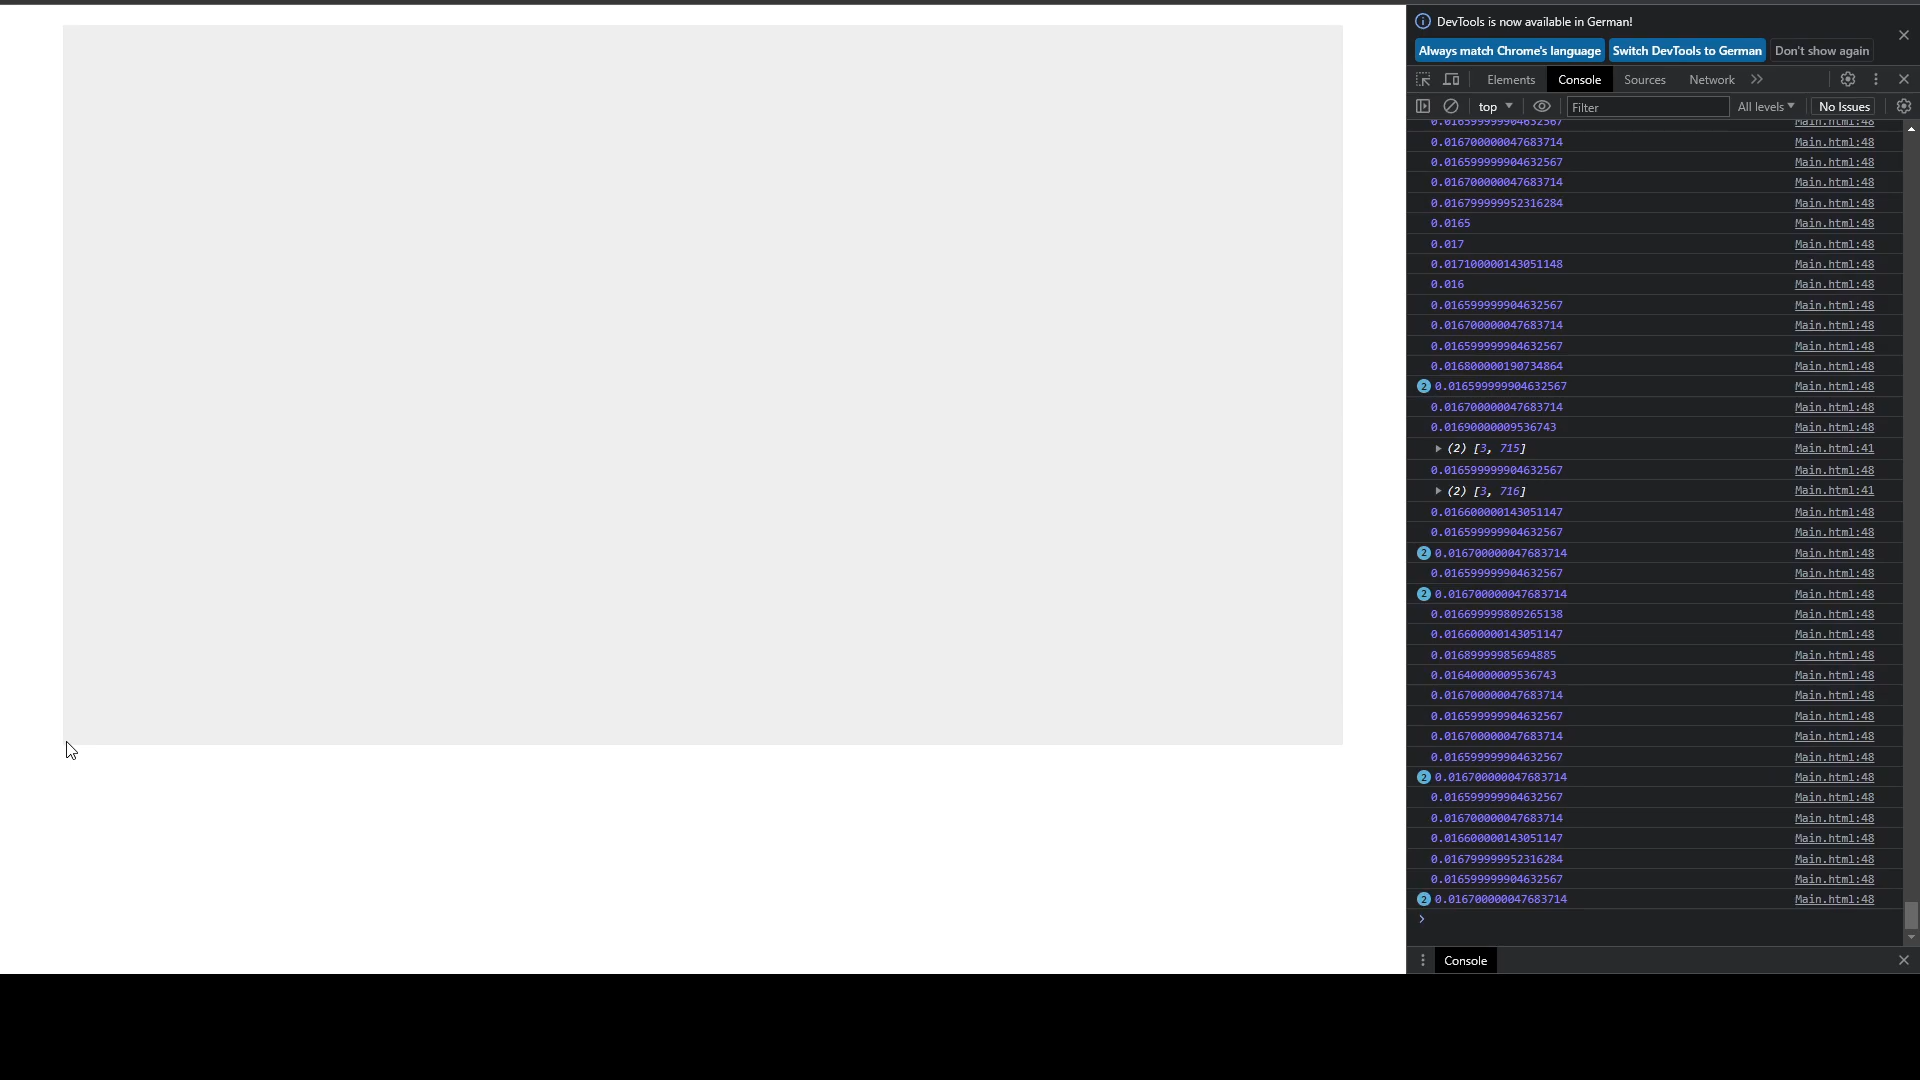 DevTools is now available in German!
Always match Chrome's language Switch DevTools to German Don't show again
Elements Console Sources Network
top Filter All levels No Issues
0.016599999904632567 Main.html:48
0.016700000047683714 Main.html:48
0.016599999904632567 Main.html:48
0.016700000047683714 Main.html:48
0.016799999952316284 Main.html:48
0.0165 Main.html:48
0.017 Main.html:48
0.017100000143051148 Main.html:48
0.016 Main.html:48
0.016599999904632567 Main.html:48
0.016700000047683714 Main.html:48
0.016599999904632567 Main.html:48
0.016800000190734864 Main.html:48
2 0.016599999904632567 Main.html:48
0.016700000047683714 Main.html:48
0.01690000009536743 Main.html:48
(2) [3, 715] Main.html:41
0.016599999904632567 Main.html:48
(2) [3, 716] Main.html:41
0.016600000143051147 Main.html:48
0.016599999904632567 Main.html:48
2 0.016700000047683714 Main.html:48
0.016599999904632567 Main.html:48
2 0.016700000047683714 Main.html:48
0.016699999809265138 Main.html:48
0.016600000143051147 Main.html:48
0.01689999985694885 Main.html:48
0.01640000009536743 Main.html:48
0.016700000047683714 Main.html:48
0.016599999904632567 Main.html:48
0.016700000047683714 Main.html:48
0.016599999904632567 Main.html:48
2 0.016700000047683714 Main.html:48
0.016599999904632567 Main.html:48
0.016700000047683714 Main.html:48
0.016600000143051147 Main.html:48
0.016799999952316284 Main.html:48
0.016599999904632567 Main.html:48
2 0.016700000047683714 Main.html:48
Console